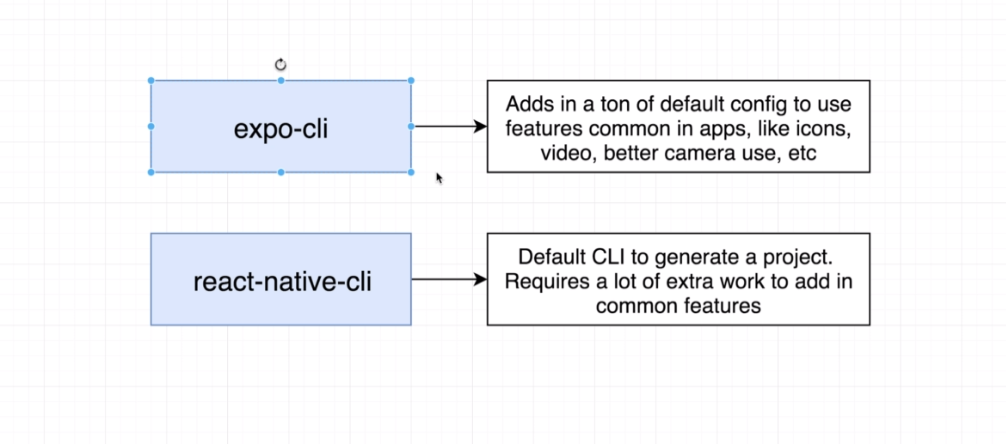 expo-cli
Adds in a ton of default config to use
features common in apps, like icons,
video, better camera use, etc
react-native-cli
Default CLI to generate a project.
Requires a lot of extra work to add in
common features